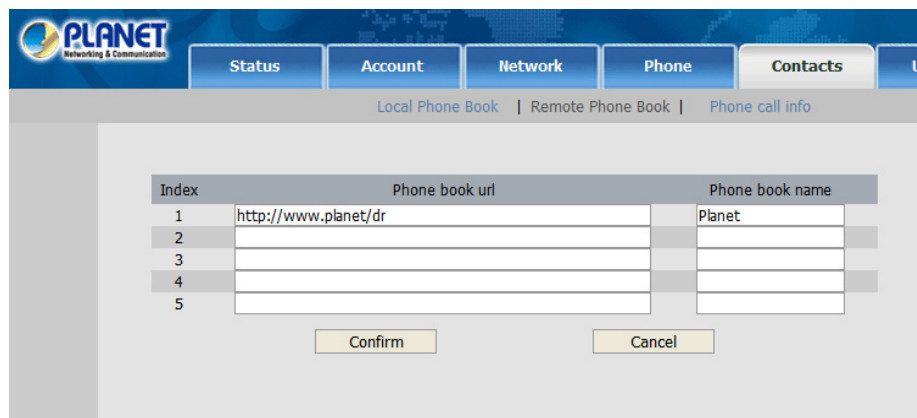 PLANET
Networking & Communication
Status Account Network Phone Contacts
Local Phone Book | Remote Phone Book | Phone call info
Index Phone book url Phone book name
1 http://www.planet/dr Planet
2
3
4
5
Confirm Cancel